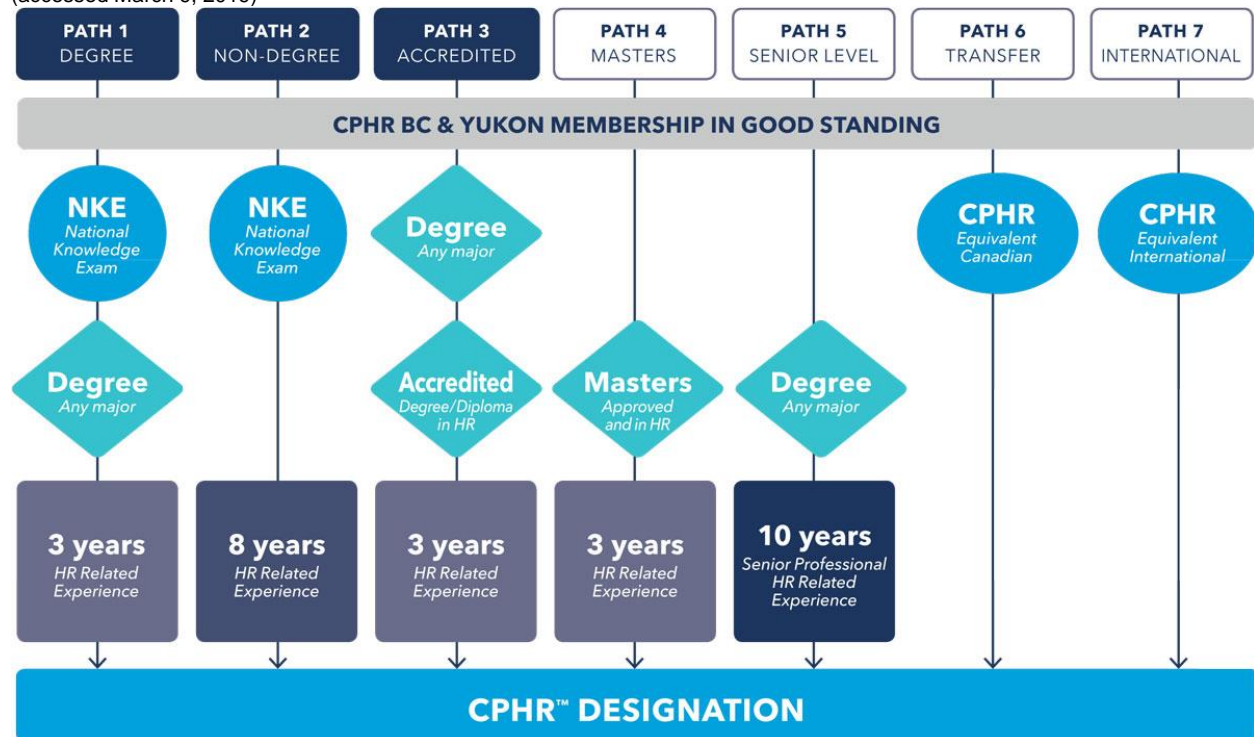 (accessed March 6, 2019)
PATH 1
DEGREE
PATH 2
NON-DEGREE
PATH 3
ACCREDITED
PATH 4
MASTERS
PATH 5
SENIOR LEVEL
PATH 6
TRANSFER
PATH 7
INTERNATIONAL
CPHR BC & YUKON MEMBERSHIP IN GOOD STANDING
NKE
National
Knowledge
Exam
NKE
National
Knowledge
Exam
Degree
Any major
CPHR
Equivalent
Canadian
CPHR
Equivalent
International
Degree
Any major
Accredited
Degree/Diploma
in HR
Masters
Approved
and in HR
Degree
Any major
3 years
HR Related
Experience
8 years
HR Related
Experience
3 years
HR Related
Experience
3 years
HR Related
Experience
10 years
Senior Professional
HR Related
Experience
CPHR™ DESIGNATION